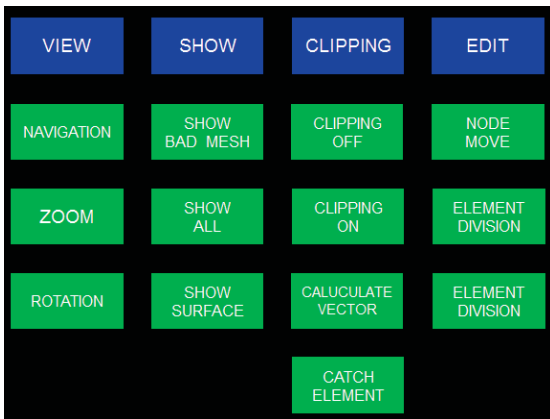 VIEW
SHOW
CLIPPING
EDIT
NAVIGATION
SHOW
BAD MESH
CLIPPING
OFF
NODE
MOVE
ZOOM
SHOW
ALL
CLIPPING
ON
ELEMENT
DIVISION
ROTATION
SHOW
SURFACE
CALUCULATE
VECTOR
ELEMENT
DIVISION
CATCH
ELEMENT